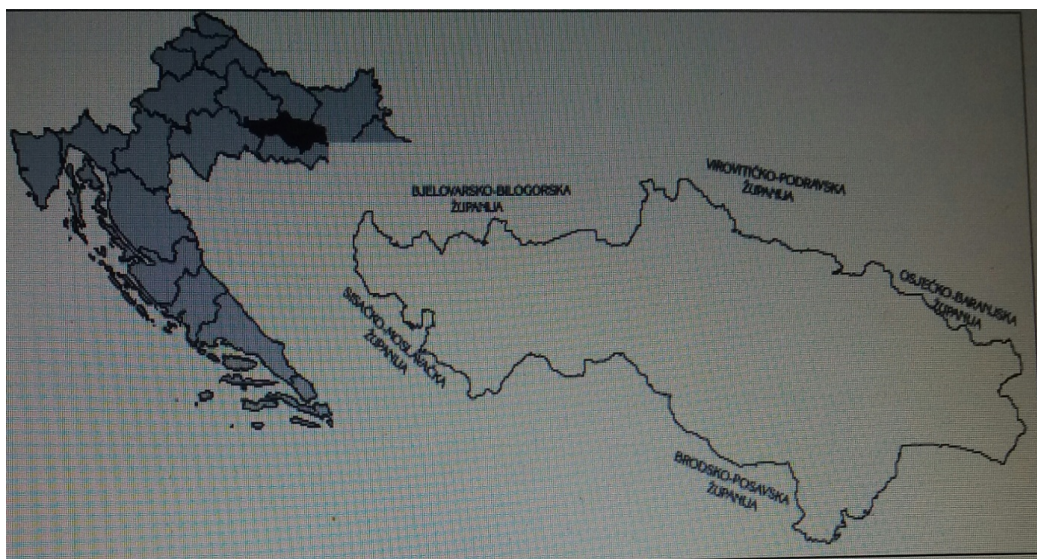 BJELOVARSKO-BILOGORSKA
ŽUPANIJA
VIROVITIČKO-PODRAVSKA
ŽUPANIJA
OSJEČKO-BARANJSKA
ŽUPANIJA
SISAČKO-MOSLAVAČKA
ŽUPANIJA
BRODSKO-POSAVSKA
ŽUPANIJA